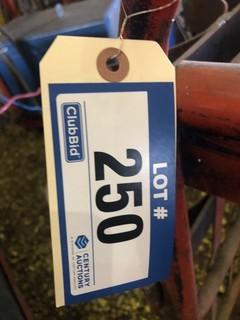 LOT #
250
ClubBid
CENTURY
AUCTIONS